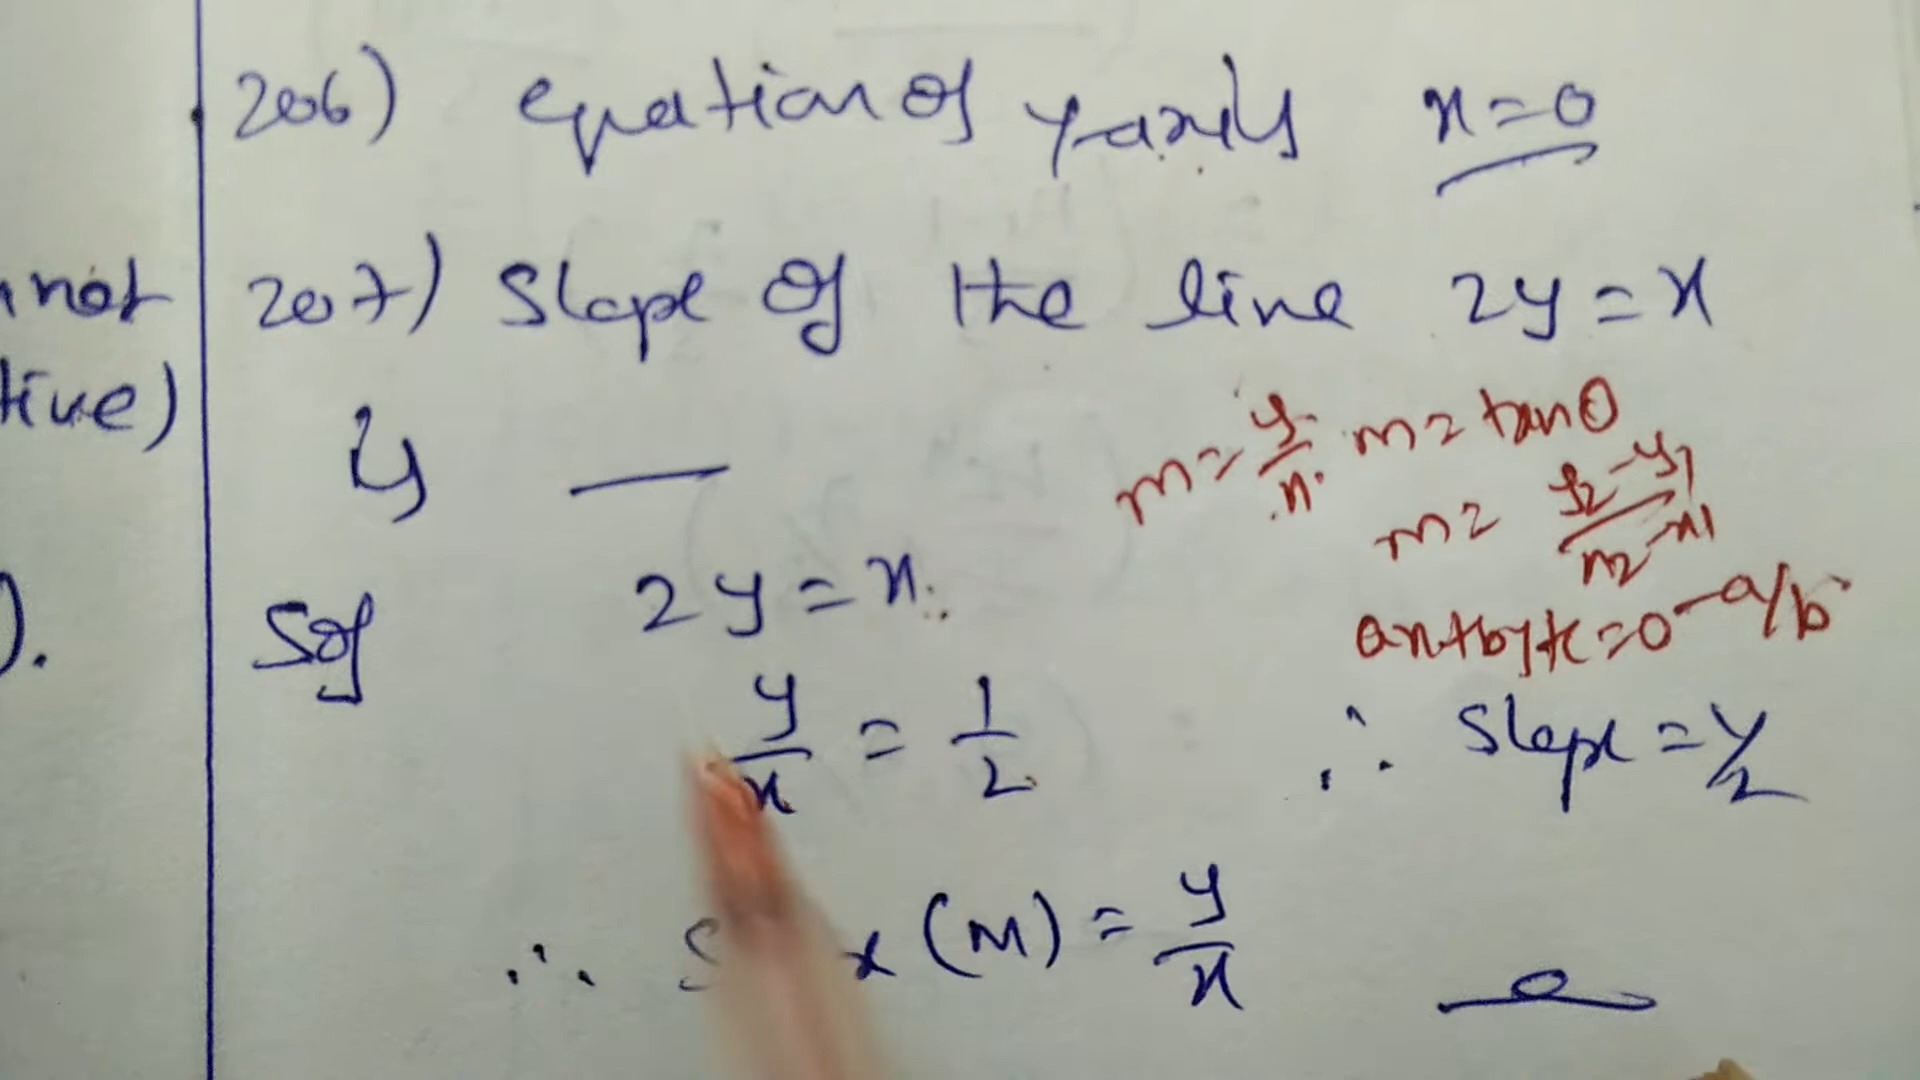 206) equation of y-axis x=0
not
207) Slope of the line 2y=x
tive)
is —
m=y/x m=tanθ
m= y2-y1/x2-x1
Sol 2y=x
ax+by+c=0 -a/b
).
y/x = 1/2 ∴ Slope = 1/2
∴ (M) = y/x